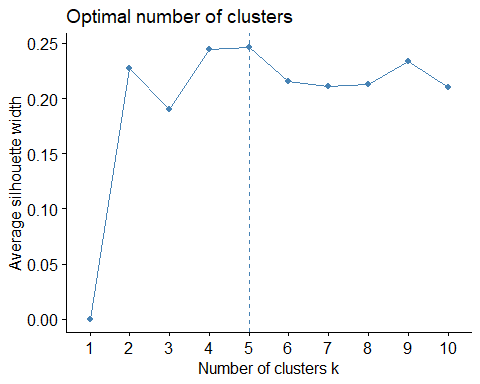 Optimal number of clusters
Average silhouette width
0.25
0.20
0.15
0.10
0.05
0.00
1 2 3 4 5 6 7 8 9 10
Number of clusters k